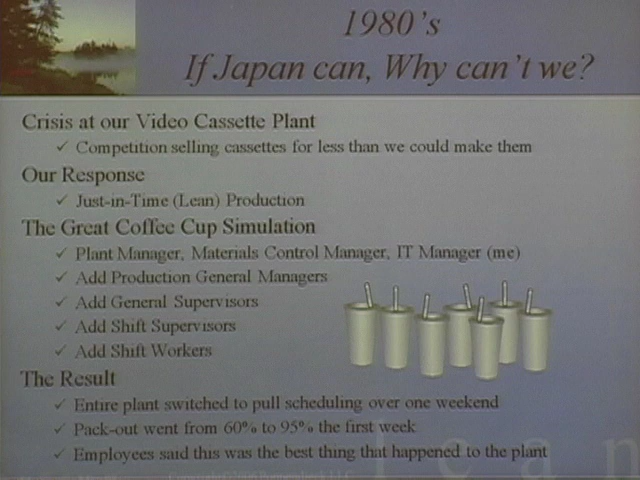 1980's
If Japan can, Why can't we?
Crisis at our Video Cassette Plant
✓ Competition selling cassettes for less than we could make them
Our Response
✓ Just-in-Time (Lean) Production
The Great Coffee Cup Simulation
✓ Plant Manager, Materials Control Manager, IT Manager (me)
✓ Add Production General Managers
✓ Add General Supervisors
✓ Add Shift Supervisors
✓ Add Shift Workers
The Result
✓ Entire plant switched to pull scheduling over one weekend
✓ Pack-out went from 60% to 95% the first week
✓ Employees said this was the best thing that happened to the plant
lean